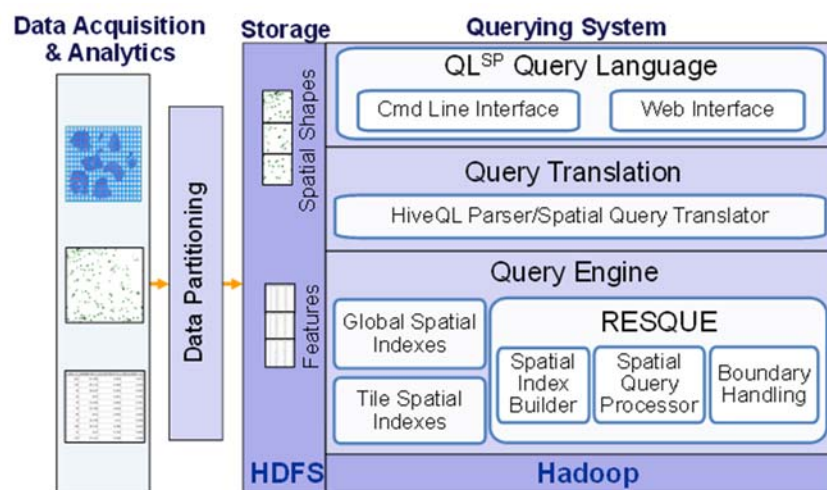 Data Acquisition
& Analytics
Data Partitioning
Storage
Spatial Shapes
Features
HDFS
Querying System
QLSP Query Language
Cmd Line Interface
Web Interface
Query Translation
HiveQL Parser/Spatial Query Translator
Query Engine
Global Spatial
Indexes
Tile Spatial
Indexes
RESQUE
Spatial
Index
Builder
Spatial
Query
Processor
Boundary
Handling
Hadoop